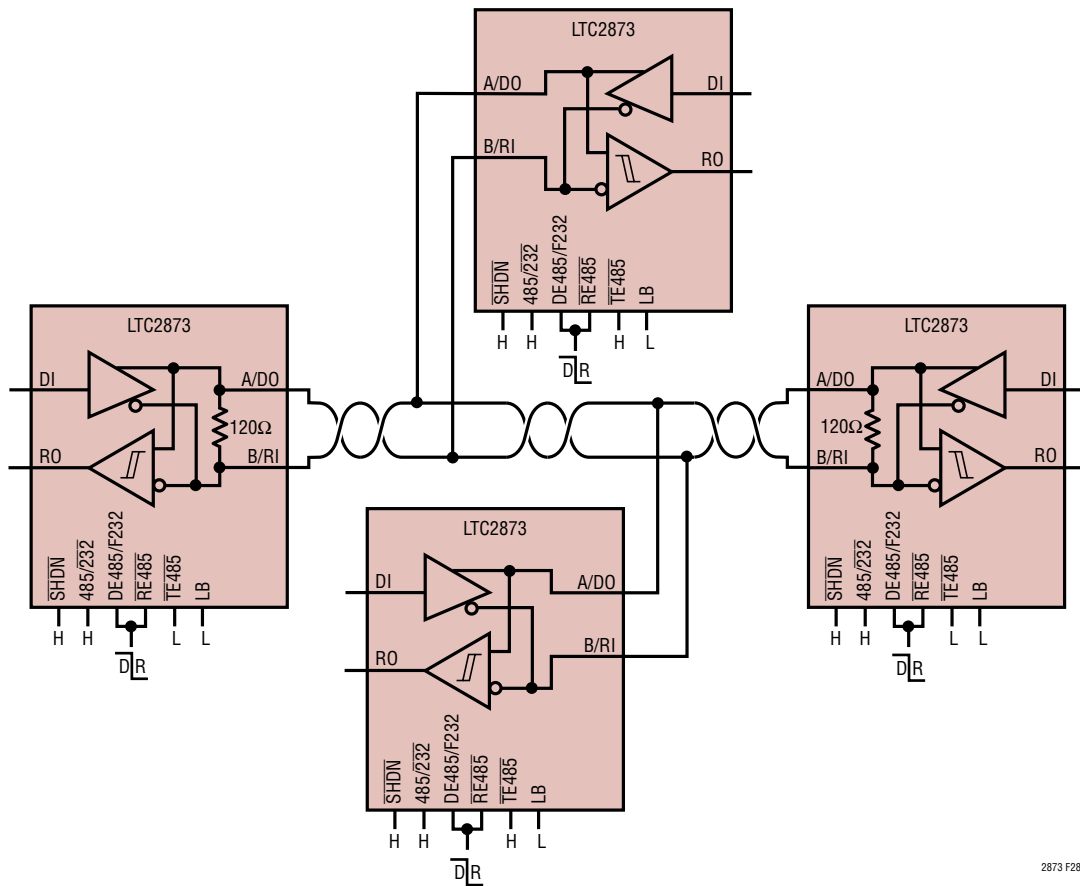 LTC2873
A/DO
DI
B/RI
RO
SHDN
485/232
DE485/F232
RE485
TE485
LB
H
H
H
L
D R
LTC2873
DI
A/DO
120Ω
RO
B/RI
SHDN
485/232
DE485/F232
RE485
TE485
LB
H
H
L
L
D R
LTC2873
A/DO
DI
120Ω
B/RI
RO
SHDN
485/232
DE485/F232
RE485
TE485
LB
H
H
L
L
D R
LTC2873
DI
A/DO
RO
B/RI
SHDN
485/232
DE485/F232
RE485
TE485
LB
H
H
H
L
D R
2873 F28